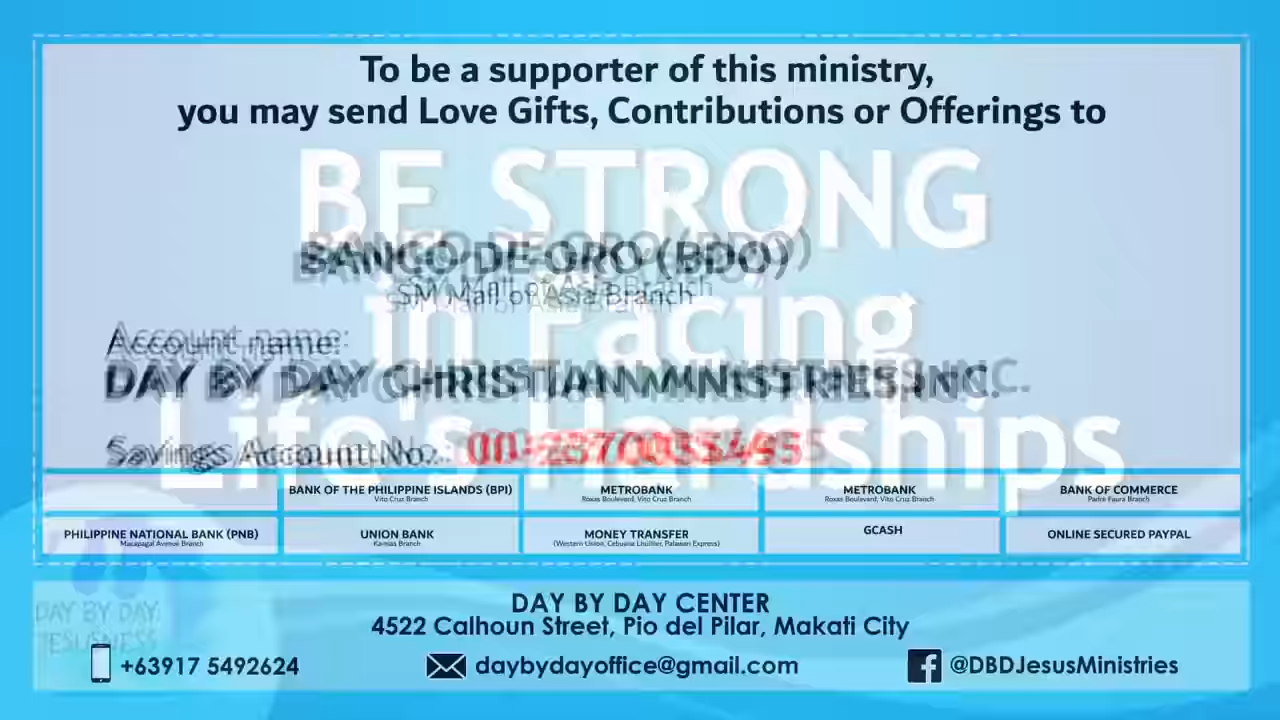 To be a supporter of this ministry,
you may send Love Gifts, Contributions or Offerings to
BE STRONG
in Facing
Life's Hardships
BANCO DE ORO (BDO)
SM Mall of Asia Branch
Account name:
DAY BY DAY CHRISTIAN MINISTRIES INC.
Savings Account No.:
BANK OF THE PHILIPPINE ISLANDS (BPI)
Vito Cruz Branch
METROBANK
Roxas Boulevard, Vito Cruz Branch
METROBANK
Roxas Boulevard, Vito Cruz Branch
BANK OF COMMERCE
Padre Faura Branch
PHILIPPINE NATIONAL BANK (PNB)
Macapagal Avenue Branch
UNION BANK
Kamias Branch
MONEY TRANSFER
(Western Union, Cebuana Lhuillier, Palawan Express)
GCASH
ONLINE SECURED PAYPAL
DAY BY DAY
JESUSNESS
DAY BY DAY CENTER
4522 Calhoun Street, Pio del Pilar, Makati City
+63917 5492624
daybydayoffice@gmail.com
@DBDJesusMinistries